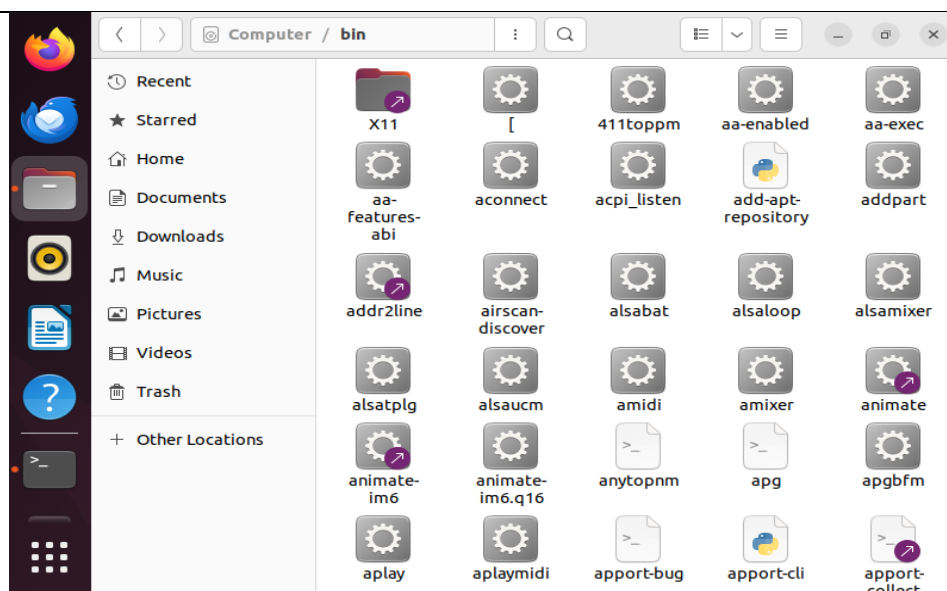 Computer / bin
Recent
Starred
Home
Documents
Downloads
Music
Pictures
Videos
Trash
+ Other Locations
X11
[
411toppm
aa-enabled
aa-exec
aa-
features-
abi
aconnect
acpi_listen
add-apt-
repository
addpart
addr2line
airscan-
discover
alsabat
alsaloop
alsamixer
alsatplg
alsaucm
amidi
amixer
animate
animate-
im6
animate-
im6.q16
anytopnm
apg
apgbfm
aplay
aplaymidi
apport-bug
apport-cli
apport-
collect